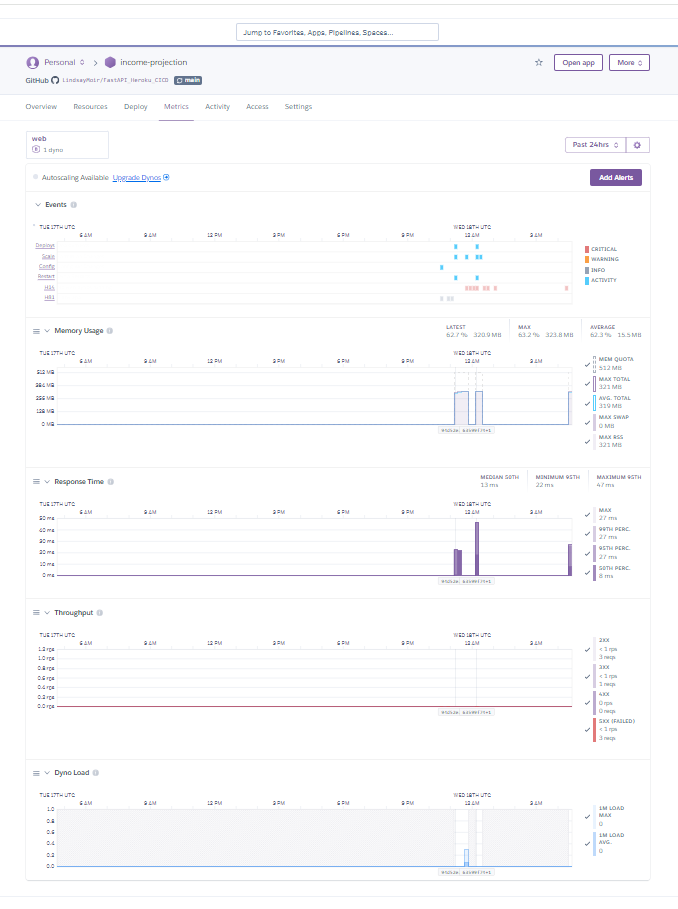 Jump to Favorites, Apps, Pipelines, Spaces...
Personal
income-projection
Open app
More
GitHub LindsayMoir/FastAPI_Heroku_CICD main
Overview Resources Deploy Metrics Activity Access Settings
web
1 dyno
Past 24hrs
Autoscaling Available Upgrade Dynos
Add Alerts
Events
TUE 17TH UTC WED 18TH UTC
6 AM 9 AM 12 PM 3 PM 6 PM 9 PM 12 AM 3 AM
Deploys
Scale
Config
Restart
CRITICAL
WARNING
INFO
ACTIVITY
Memory Usage
LATEST MAX AVERAGE
62.7 % 320.9 MB 63.2 % 323.8 MB 62.3 % 15.5 MB
TUE 17TH UTC WED 18TH UTC
6 AM 9 AM 12 PM 3 PM 6 PM 9 PM 12 AM 3 AM
512 MB
384 MB
256 MB
128 MB
0 MB
MEM QUOTA
512 MB
MAX TOTAL
321 MB
AVG. TOTAL
319 MB
MAX SWAP
0 MB
MAX RSS
321 MB
Response Time
MEDIAN 50TH MINIMUM 95TH MAXIMUM 95TH
13 ms 22 ms 47 ms
TUE 17TH UTC WED 18TH UTC
6 AM 9 AM 12 PM 3 PM 6 PM 9 PM 12 AM 3 AM
50 ms
40 ms
30 ms
20 ms
10 ms
0 ms
MAX
27 ms
99TH PERC.
27 ms
95TH PERC.
27 ms
50TH PERC.
8 ms
Throughput
TUE 17TH UTC WED 18TH UTC
6 AM 9 AM 12 PM 3 PM 6 PM 9 PM 12 AM 3 AM
1.2 rps
1.0 rps
0.8 rps
0.6 rps
0.4 rps
0.2 rps
0.0 rps
2XX
< 1 rps
3 reqs
3XX
< 1 rps
1 reqs
4XX
0 rps
0 reqs
5XX (FAILED)
< 1 rps
3 reqs
Dyno Load
TUE 17TH UTC WED 18TH UTC
6 AM 9 AM 12 PM 3 PM 6 PM 9 PM 12 AM 3 AM
1.0
0.8
0.6
0.4
0.2
0.0
1M LOAD
MAX
0
1M LOAD
AVG.
0